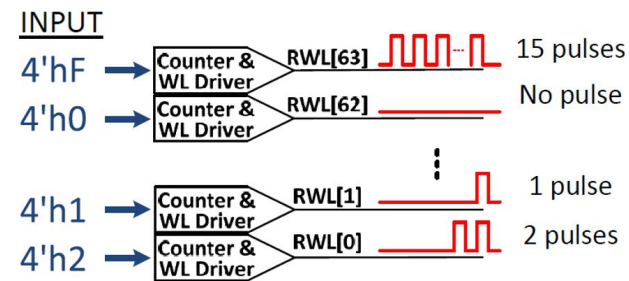 INPUT
4'hF Counter & WL Driver RWL[63] ... 15 pulses
4'h0 Counter & WL Driver RWL[62] No pulse
4'h1 Counter & WL Driver RWL[1] 1 pulse
4'h2 Counter & WL Driver RWL[0] 2 pulses